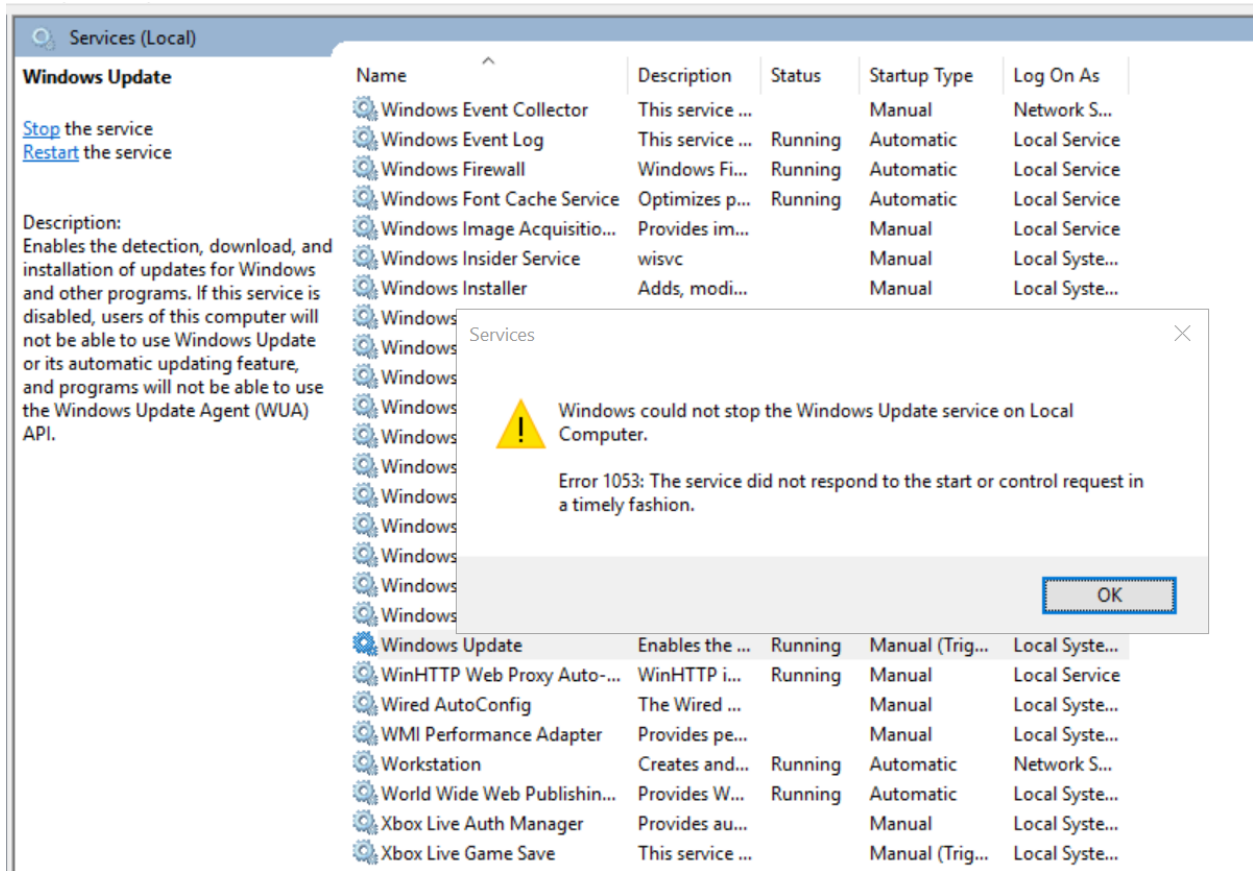 Services (Local)
Windows Update
Stop the service
Restart the service
Description:
Enables the detection, download, and
installation of updates for Windows
and other programs. If this service is
disabled, users of this computer will
not be able to use Windows Update
or its automatic updating feature,
and programs will not be able to use
the Windows Update Agent (WUA)
API.
Name Description Status Startup Type Log On As
Windows Event Collector This service ... Manual Network S...
Windows Event Log This service ... Running Automatic Local Service
Windows Firewall Windows Fi... Running Automatic Local Service
Windows Font Cache Service Optimizes p... Running Automatic Local Service
Windows Image Acquisitio... Provides im... Manual Local Service
Windows Insider Service wisvc Manual Local Syste...
Windows Installer Adds, modi... Manual Local Syste...
Windows
Windows
Windows
Windows
Windows
Windows
Windows
Windows
Windows
Windows
Windows
Services
Windows could not stop the Windows Update service on Local
Computer.
Error 1053: The service did not respond to the start or control request in
a timely fashion.
OK
Windows Update Enables the ... Running Manual (Trig... Local Syste...
WinHTTP Web Proxy Auto-... WinHTTP i... Running Manual Local Service
Wired AutoConfig The Wired ... Manual Local Syste...
WMI Performance Adapter Provides pe... Manual Local Syste...
Workstation Creates and... Running Automatic Network S...
World Wide Web Publishin... Provides W... Running Automatic Local Syste...
Xbox Live Auth Manager Provides au... Manual Local Syste...
Xbox Live Game Save This service ... Manual (Trig... Local Syste...